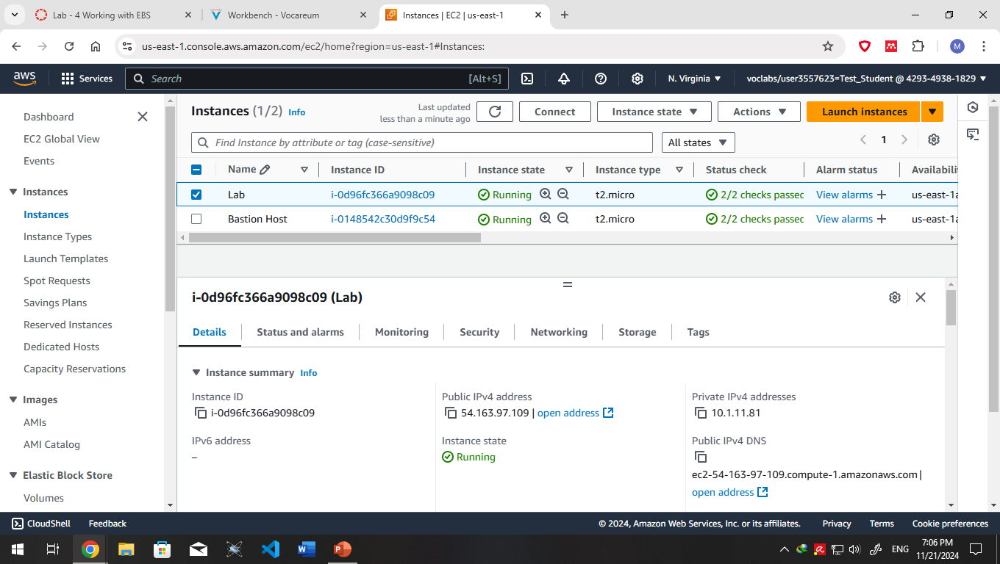 Lab - 4 Working with EBS
Workbench - Vocareum
Instances | EC2 | us-east-1
us-east-1.console.aws.amazon.com/ec2/home?region=us-east-1#Instances:
M
aws
Services
Search
[Alt+S]
N. Virginia
voclabs/user3557623=Test_Student @ 4293-4938-1829
Dashboard
EC2 Global View
Events
Instances
Instances
Instance Types
Launch Templates
Spot Requests
Savings Plans
Reserved Instances
Dedicated Hosts
Capacity Reservations
Images
AMIs
AMI Catalog
Elastic Block Store
Volumes
Instances (1/2) Info
Last updated
less than a minute ago
Connect
Instance state
Actions
Launch instances
Find Instance by attribute or tag (case-sensitive)
All states
1
Name Instance ID Instance state Instance type Status check Alarm status Availabili
Lab i-0d96fc366a9098c09 Running t2.micro 2/2 checks passec View alarms us-east-1a
Bastion Host i-0148542c30d9f9c54 Running t2.micro 2/2 checks passec View alarms us-east-1a
i-0d96fc366a9098c09 (Lab)
Details Status and alarms Monitoring Security Networking Storage Tags
Instance summary Info
Instance ID
i-0d96fc366a9098c09
IPv6 address
–
Public IPv4 address
54.163.97.109 | open address
Instance state
Running
Private IPv4 addresses
10.1.11.81
Public IPv4 DNS
ec2-54-163-97-109.compute-1.amazonaws.com |
open address
CloudShell Feedback
© 2024, Amazon Web Services, Inc. or its affiliates. Privacy Terms Cookie preferences
ENG
7:06 PM
11/21/2024